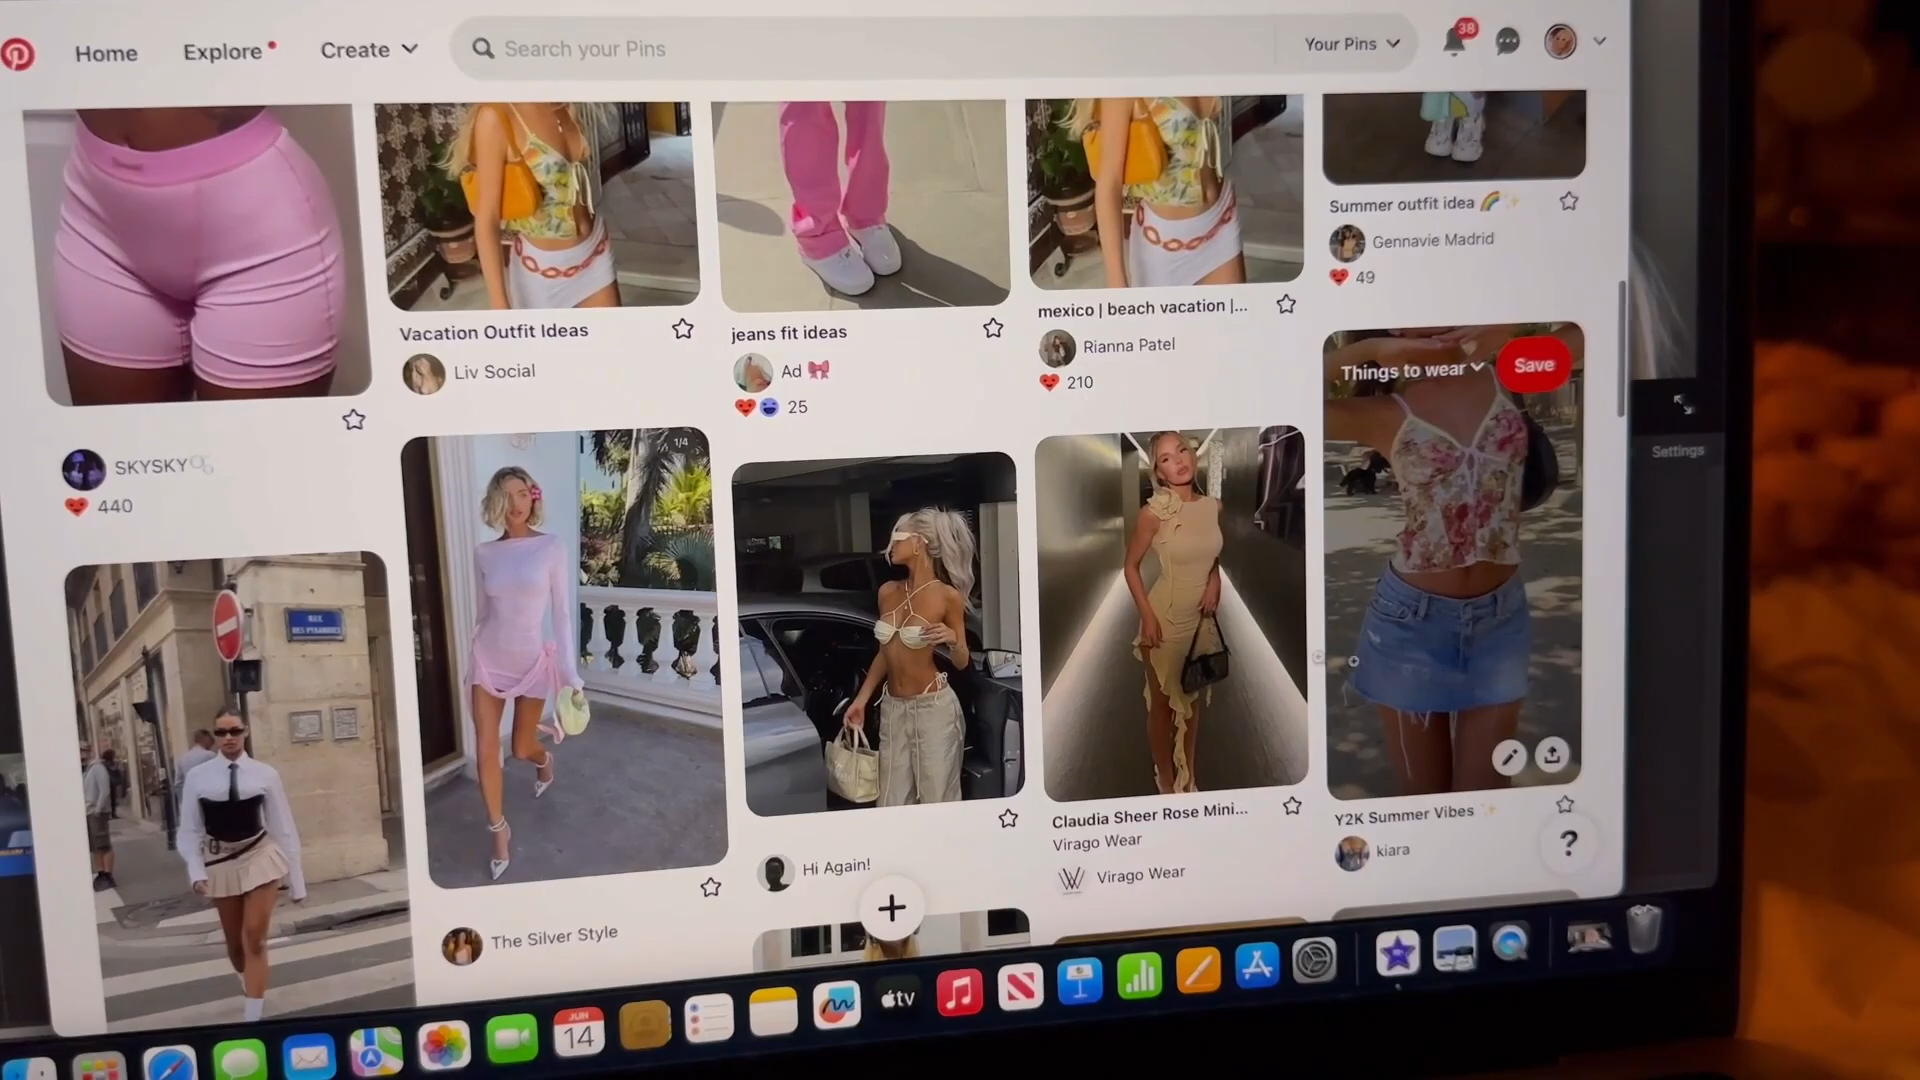 Home
Explore
Create
Search your Pins
Your Pins
38
Vacation Outfit Ideas
Liv Social
jeans fit ideas
Ad
25
mexico | beach vacation |...
Rianna Patel
210
Summer outfit idea
Gennavie Madrid
49
SKYSKY
440
Things to wear
Save
Settings
1/4
RUE
DES PYRAMIDES
The Silver Style
Hi Again!
Claudia Sheer Rose Mini...
Virago Wear
Virago Wear
Y2K Summer Vibes
kiara
?
JUN
14
tv